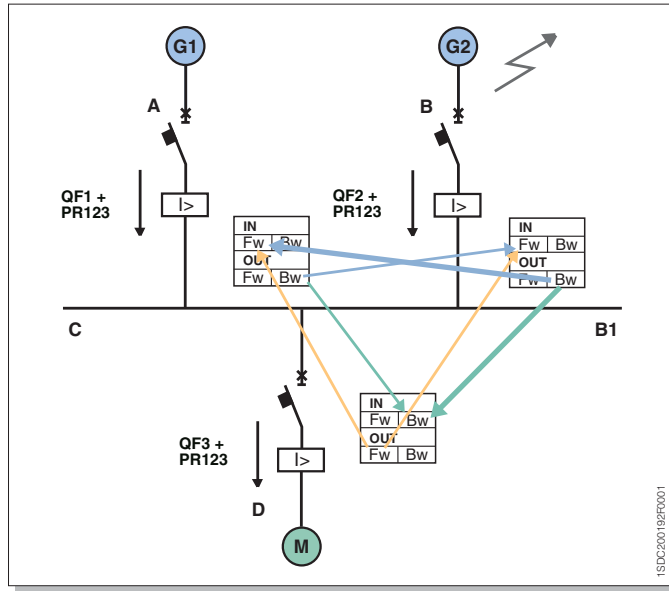 G1
G2
A
B
QF1 +
PR123
I>
QF2 +
PR123
I>
IN
Fw Bw
OUT
Fw Bw
IN
Fw Bw
OUT
Fw Bw
C
B1
IN
Fw Bw
OUT
Fw Bw
QF3 +
PR123
I>
D
M
1SDC200192F0001